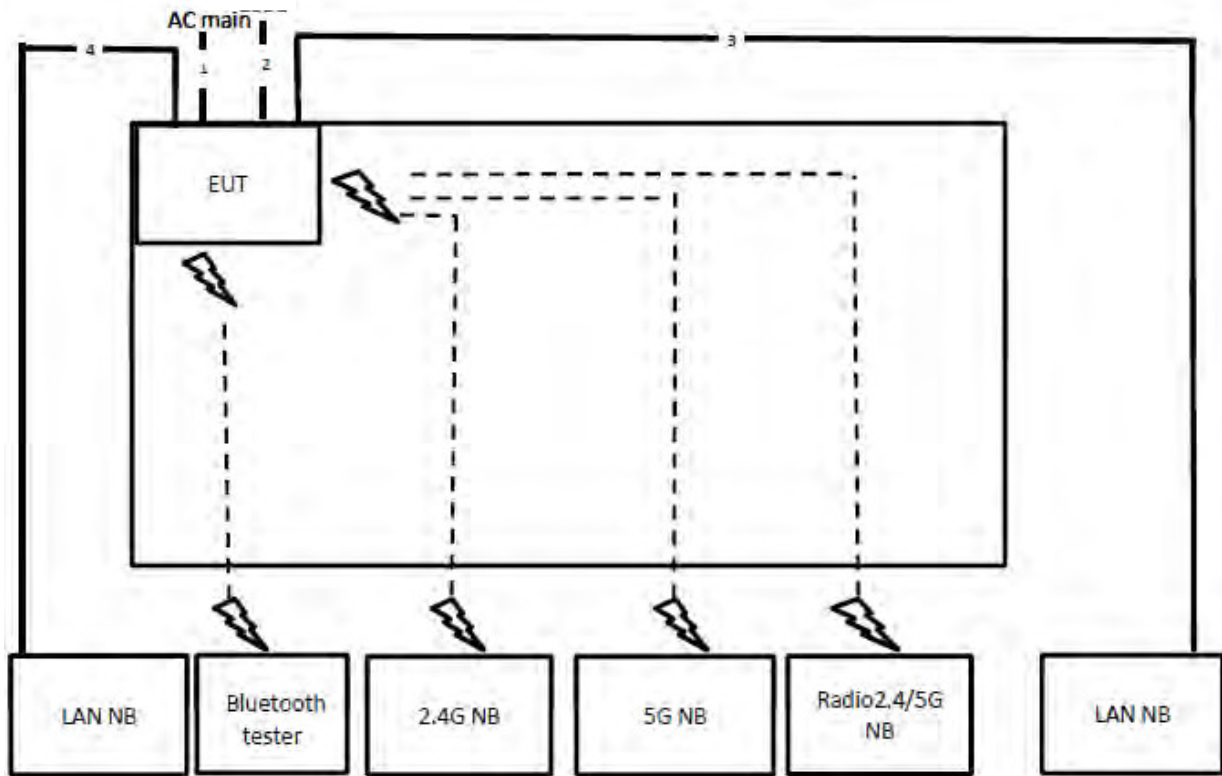 AC main
4
1
2
3
EUT
LAN NB
Bluetooth
tester
2.4G NB
5G NB
Radio2,4/5G
NB
LAN NB